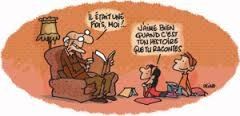 IL ÉTAIT UNE
FOIS, MOI...
J'AIME BIEN
QUAND C'EST
TON HISTOIRE
QUE TU RACONTES.